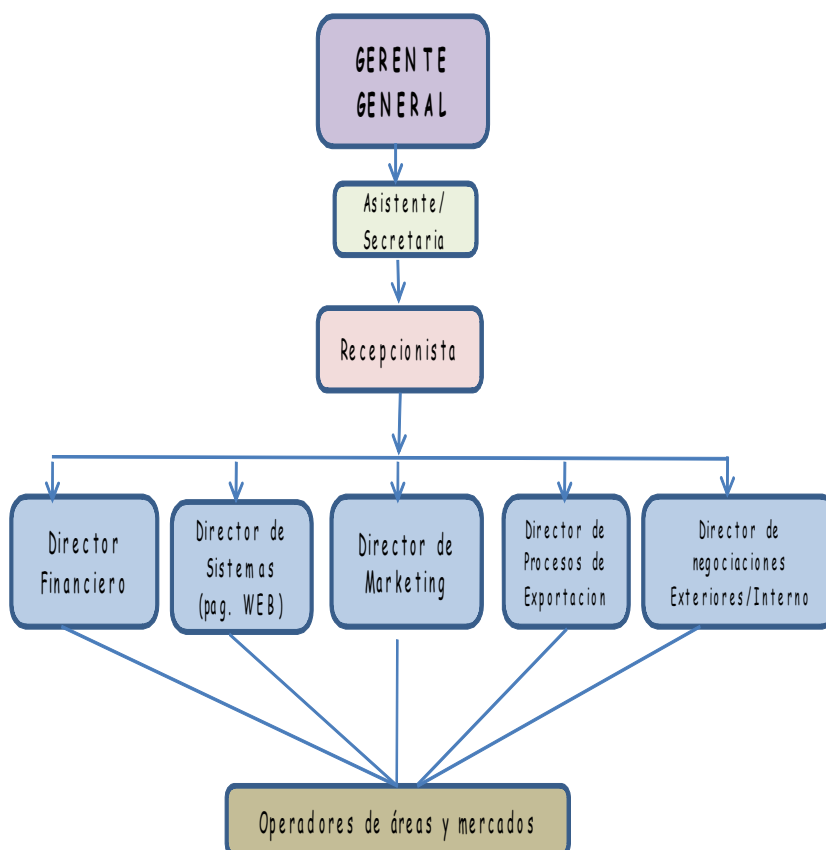 GERENTE
GENERAL
Asistente/
Secretaria
Recepcionista
Director
Financiero
Director de
Sistemas
(pag. WEB)
Director de
Marketing
Director de
Procesos de
Exportacion
Director de
negociaciones
Exteriores/Interno
Operadores de áreas y mercados